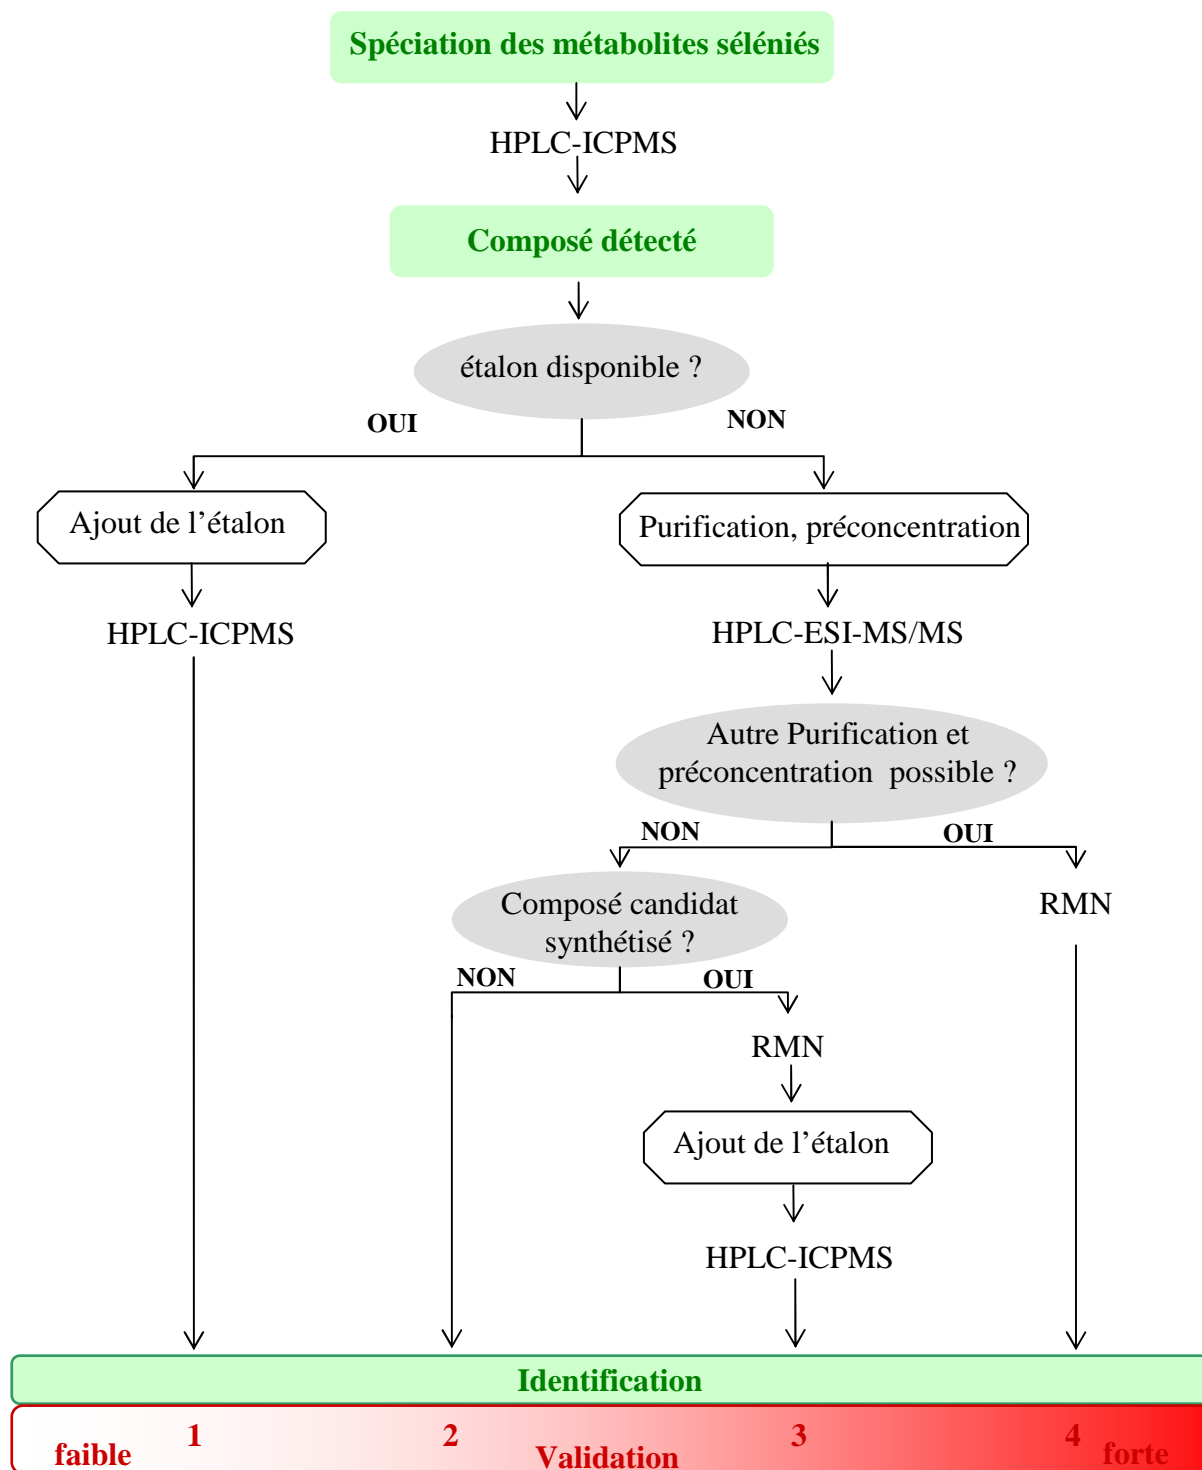 Spéciation des métabolites séléniés
HPLC-ICPMS
Composé détecté
étalon disponible ?
OUI
NON
Ajout de l’étalon
Purification, préconcentration
HPLC-ICPMS
HPLC-ESI-MS/MS
Autre Purification et
préconcentration possible ?
NON
OUI
Composé candidat
synthétisé ?
RMN
NON
OUI
RMN
Ajout de l’étalon
HPLC-ICPMS
Identification
1
2
3
4
faible
Validation
forte